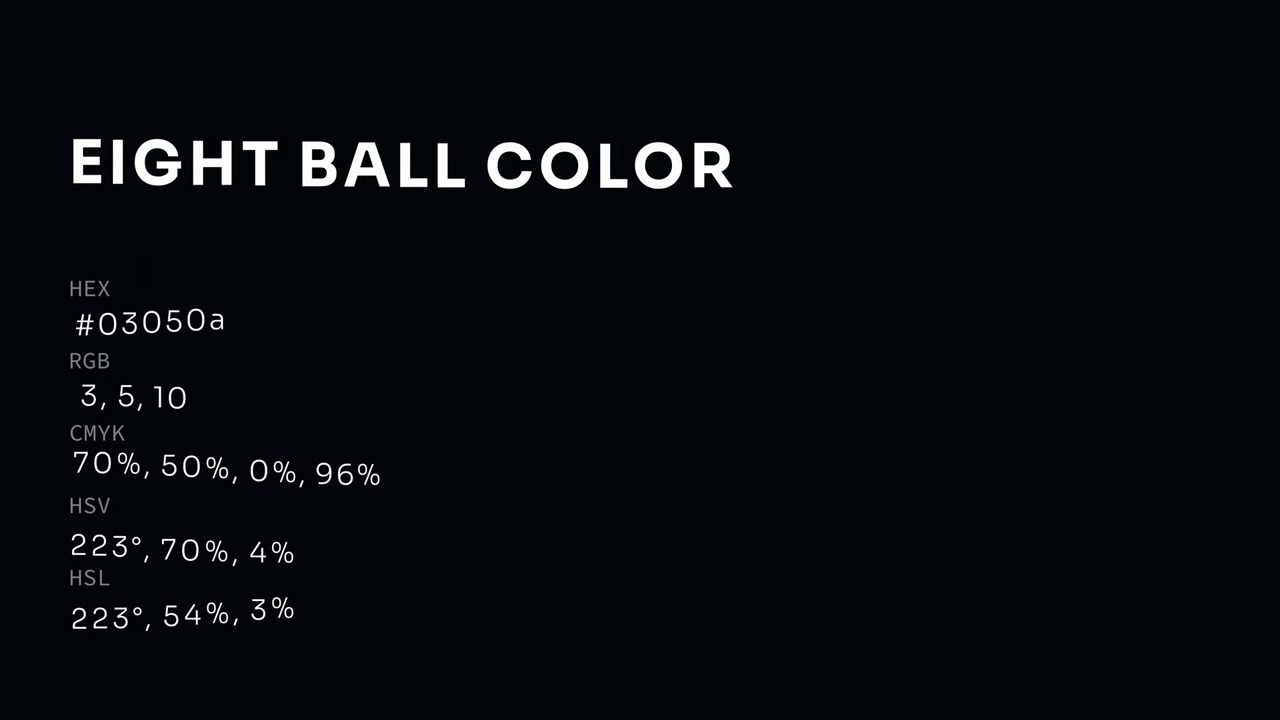 EIGHT BALL COLOR
HEX
#03050a
RGB
3, 5, 10
CMYK
70%, 50%, 0%, 96%
HSV
223°, 70%, 4%
HSL
223°, 54%, 3%